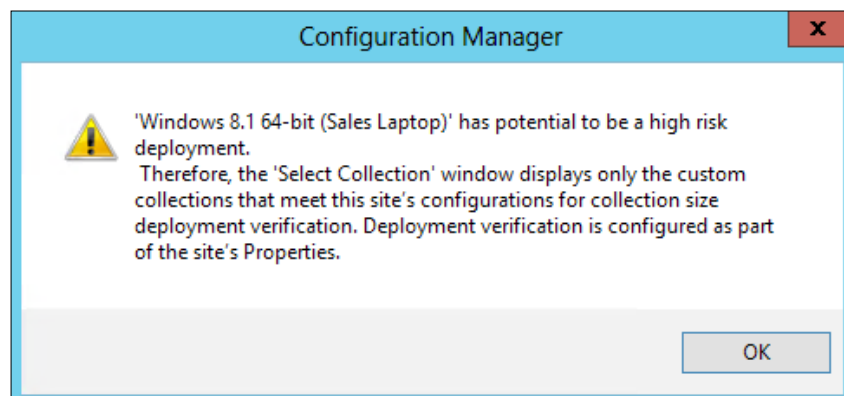 Configuration Manager
x
'Windows 8.1 64-bit (Sales Laptop)' has potential to be a high risk
deployment.
Therefore, the 'Select Collection' window displays only the custom
collections that meet this site’s configurations for collection size
deployment verification. Deployment verification is configured as part
of the site’s Properties.
OK